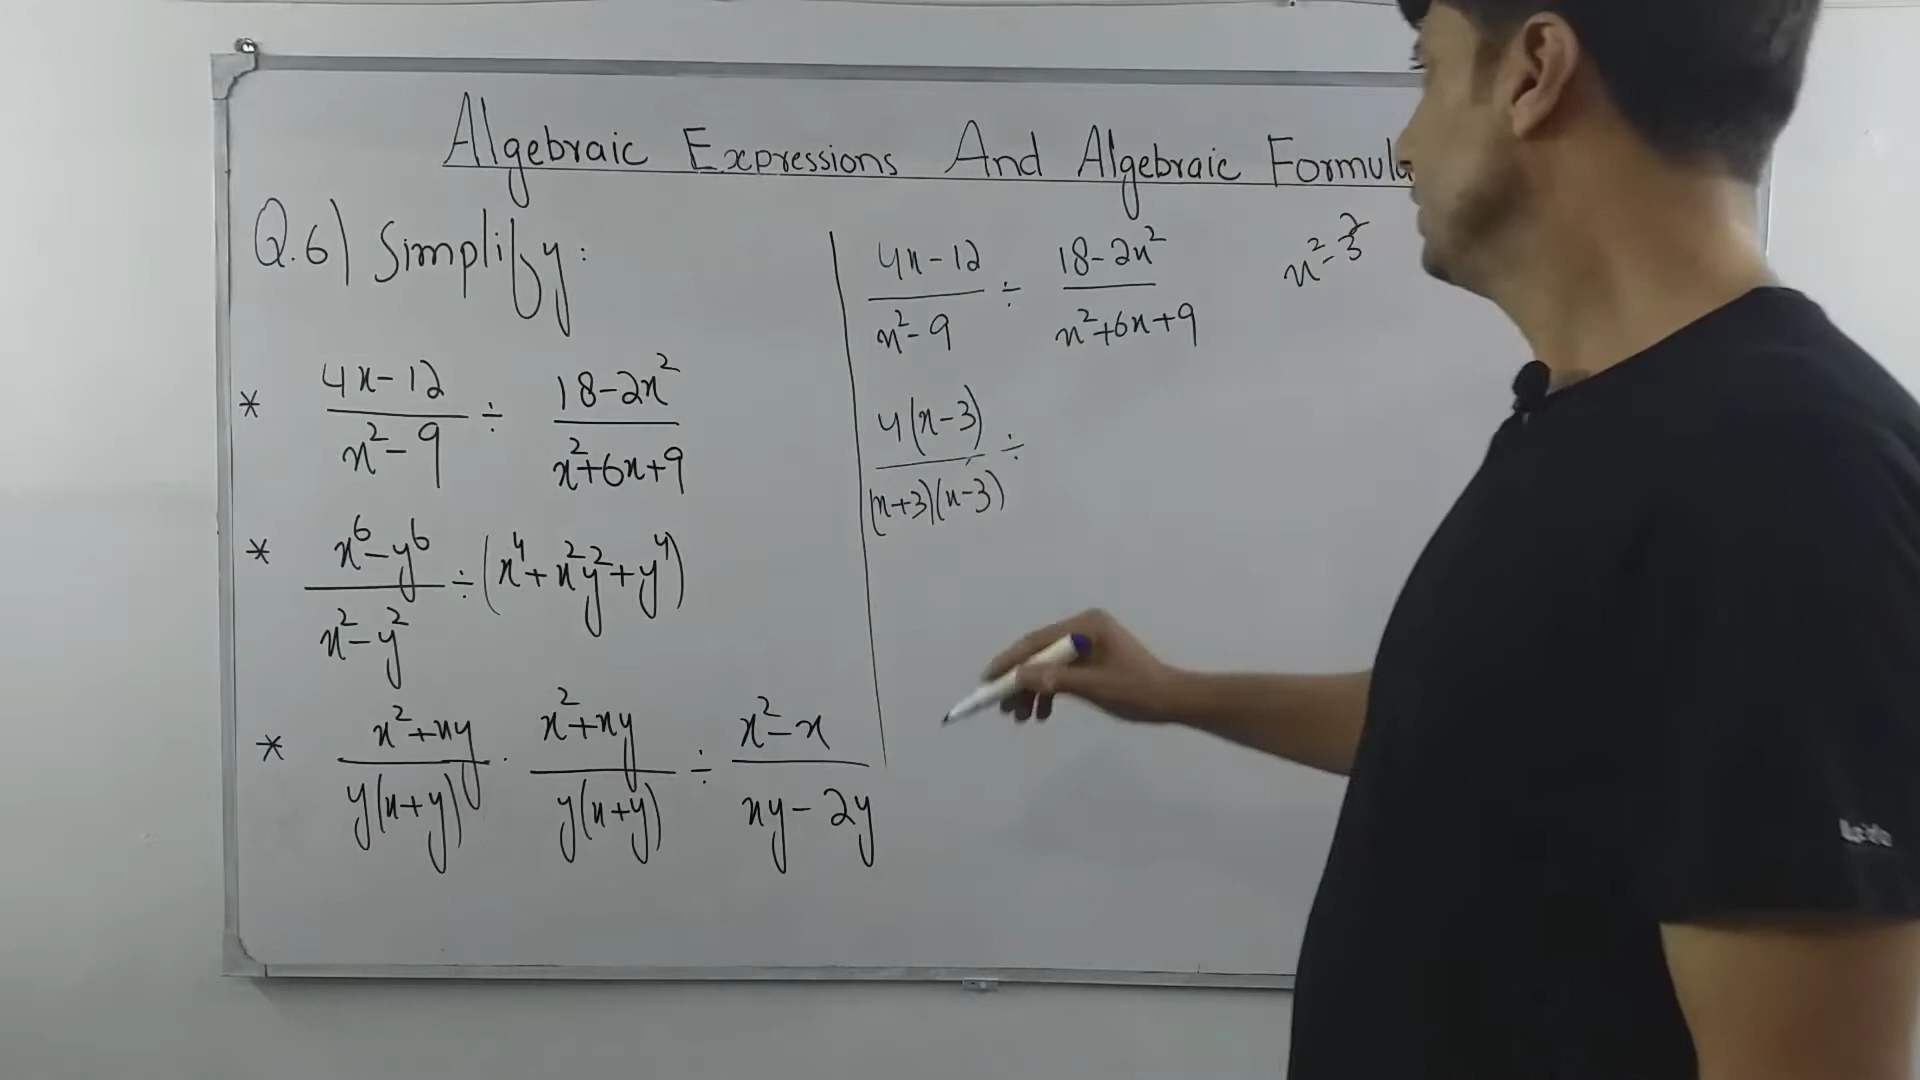 Algebraic Expressions And Algebraic Formula
Q.6) Simplify:
* 4x-12 / x²-9 ÷ 18-2x² / x²+6x+9
* x⁶-y⁶ / x²-y² ÷ (x⁴+x²y²+y⁴)
* x²+xy / y(x+y) · x²+xy / y(x+y) ÷ x²-x / xy-2y
4x-12 / x²-9 ÷ 18-2x² / x²+6x+9
x²-3²
4(x-3) / (x+3)(x-3) ÷